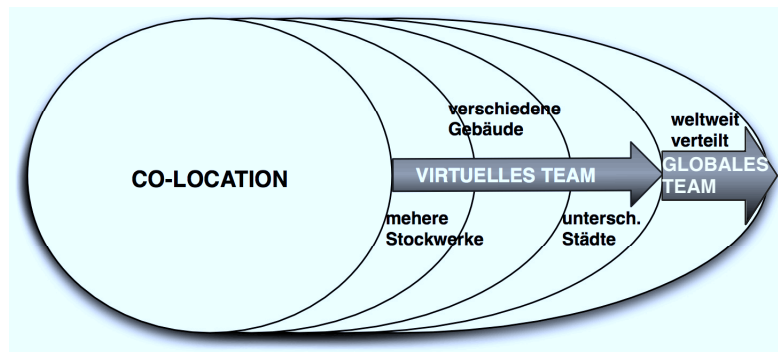 CO-LOCATION
verschiedene
Gebäude
VIRTUELLES TEAM
mehere
Stockwerke
untersch.
Städte
weltweit
verteilt
GLOBALES
TEAM